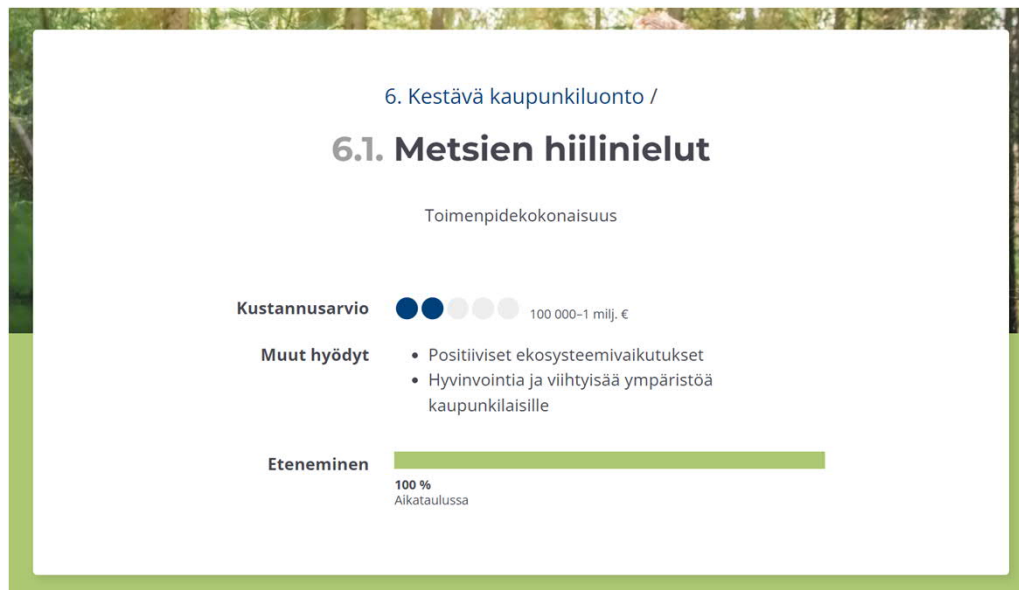 6. Kestävä kaupunkiluonto /
6.1. Metsien hiilinielut
Toimenpidekokonaisuus
Kustannusarvio 100 000–1 milj. €
Muut hyödyt
• Positiiviset ekosysteemivaikutukset
• Hyvinvointia ja viihtyisää ympäristöä
kaupunkilaisille
Eteneminen
100 %
Aikataulussa